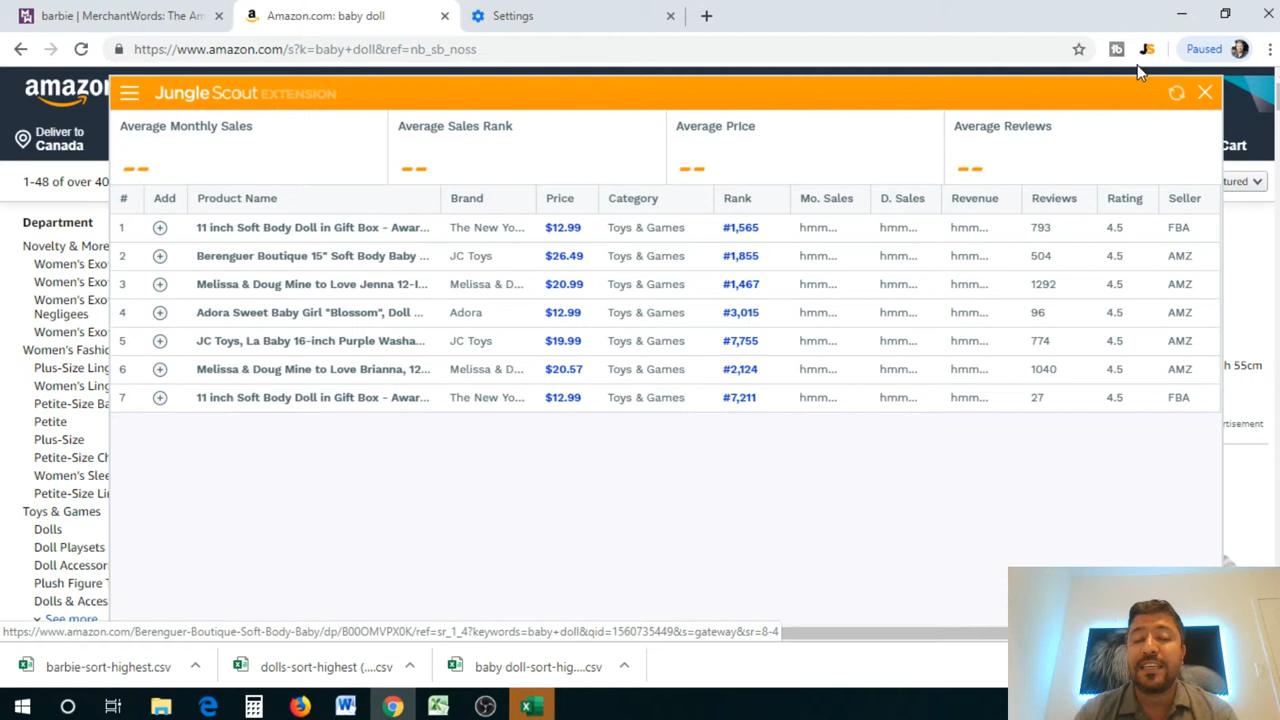 barbie | MerchantWords: The Am
Amazon.com: baby doll
Settings
https://www.amazon.com/s?k=baby+doll&ref=nb_sb_noss
JS
Paused
amazo
Deliver to
Canada
Cart
JungleScout EXTENSION
1-48 of over 40
tured
Average Monthly Sales
--
Average Sales Rank
--
Average Price
--
Average Reviews
--
# Add Product Name Brand Price Category Rank Mo. Sales D. Sales Revenue Reviews Rating Seller
1 11 inch Soft Body Doll in Gift Box - Awar... The New Yo... $12.99 Toys & Games #1,565 hmm... hmm... hmm... 793 4.5 FBA
2 Berenguer Boutique 15" Soft Body Baby ... JC Toys $26.49 Toys & Games #1,855 hmm... hmm... hmm... 504 4.5 AMZ
3 Melissa & Doug Mine to Love Jenna 12-I... Melissa & D... $20.99 Toys & Games #1,467 hmm... hmm... hmm... 1292 4.5 AMZ
4 Adora Sweet Baby Girl "Blossom", Doll ... Adora $12.99 Toys & Games #3,015 hmm... hmm... hmm... 96 4.5 AMZ
5 JC Toys, La Baby 16-inch Purple Washa... JC Toys $19.99 Toys & Games #7,755 hmm... hmm... hmm... 774 4.5 AMZ
6 Melissa & Doug Mine to Love Brianna, 12... Melissa & D... $20.57 Toys & Games #2,124 hmm... hmm... hmm... 1040 4.5 AMZ
7 11 inch Soft Body Doll in Gift Box - Awar... The New Yo... $12.99 Toys & Games #7,211 hmm... hmm... hmm... 27 4.5 FBA
Department
Novelty & More
Women's Exo
Women's Exo
Women's Exo
Negligees
Women's Exo
Women's Fashio
Plus-Size Ling
Women's Ling
Petite-Size Ba
Petite
Plus-Size
Petite-Size Ch
Women's Slee
Petite-Size Lin
Toys & Games
Dolls
Doll Playsets
Doll Accessor
Plush Figure T
Dolls & Acces
See more
h 55cm
ertisement
https://www.amazon.com/Berenguer-Boutique-Soft-Body-Baby/dp/B00OMVPX0K/ref=sr_1_4?keywords=baby+doll&qid=1560735449&s=gateway&sr=8-4
barbie-sort-highest.csv
dolls-sort-highest (....csv
baby doll-sort-hig....csv